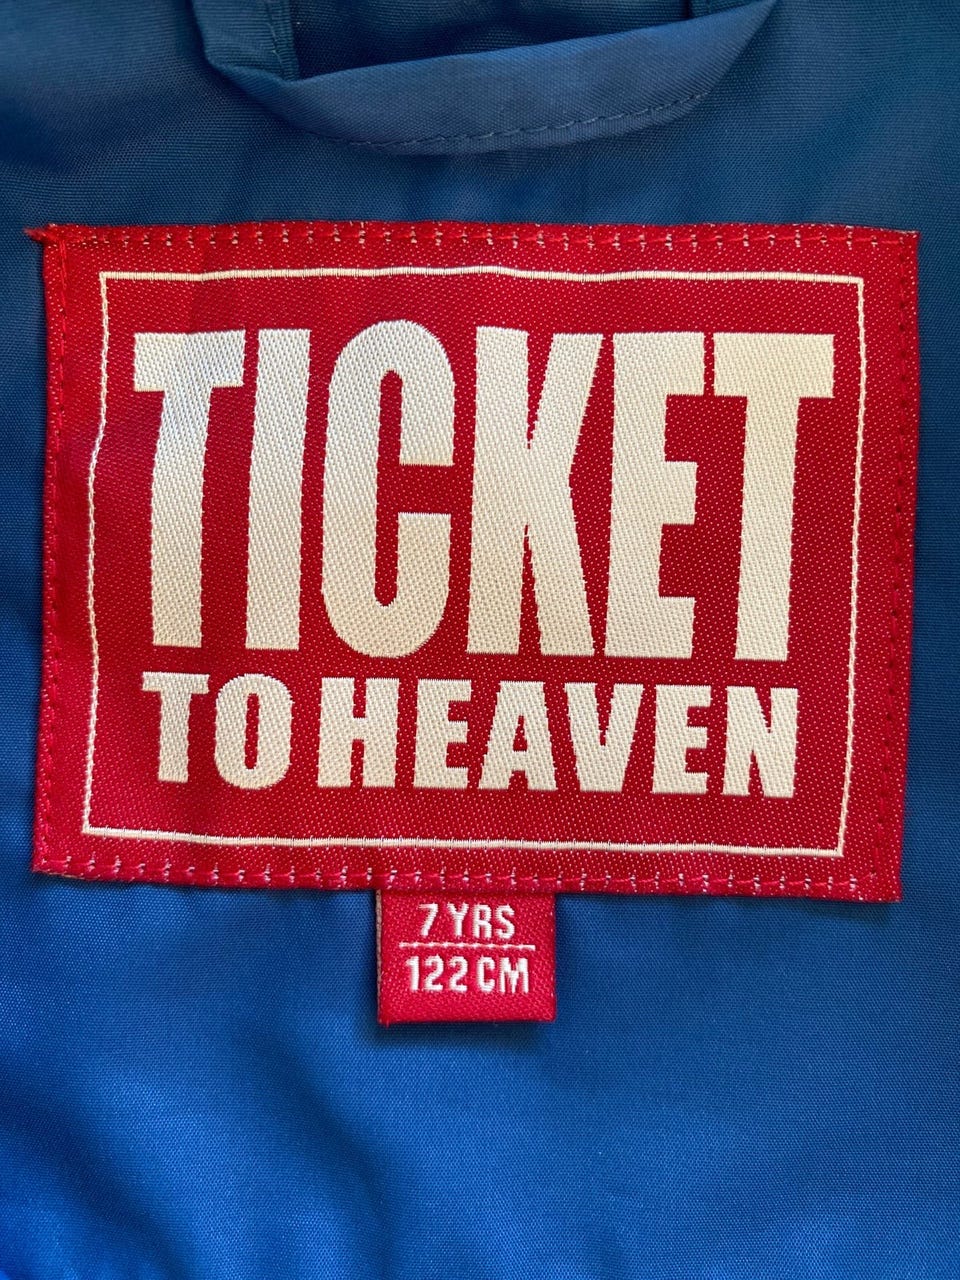 TICKET
TO HEAVEN
7 YRS
122 CM